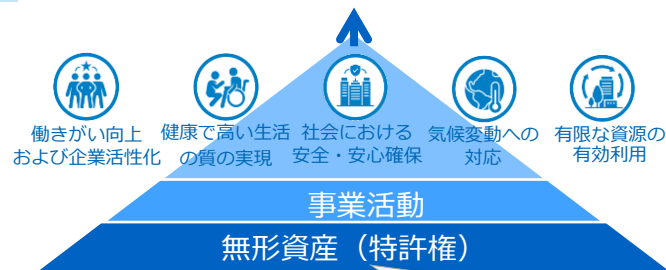 働きがい向上
および企業活性化
健康で高い生活
の質の実現
社会における
安全・安心確保
気候変動への
対応
有限な資源の
有効利用
事業活動
無形資産（特許権）